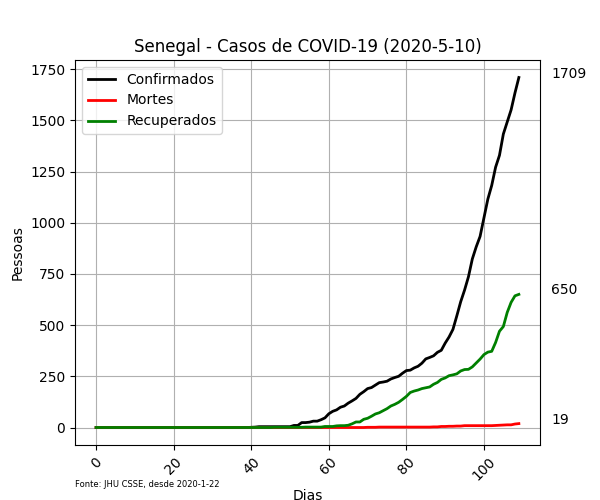 Senegal - Casos de COVID-19 (2020-5-10)
Confirmados
Mortes
Recuperados
1750
1500
1250
1000
750
500
250
0
Pessoas
1709
650
19
0
20
40
60
80
100
Fonte: JHU CSSE, desde 2020-1-22
Dias